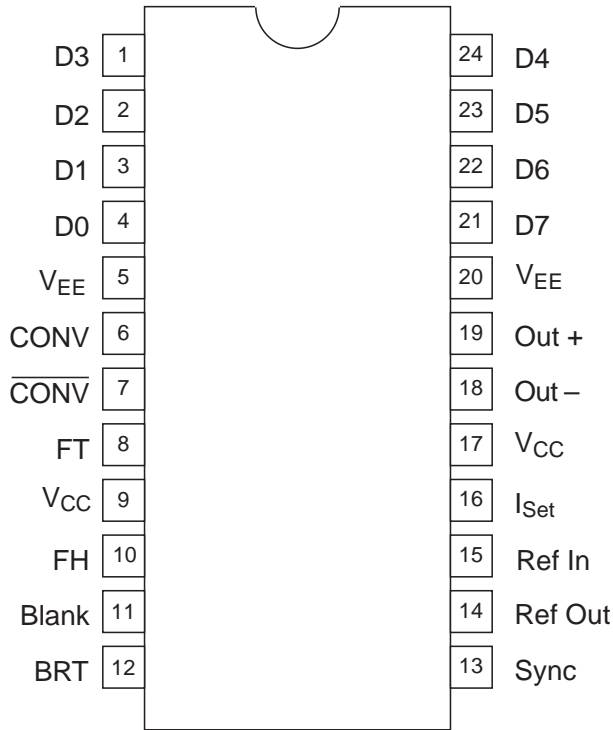 D3 1 24 D4
D2 2 23 D5
D1 3 22 D6
D0 4 21 D7
VEE 5 20 VEE
CONV 6 19 Out +
C̅O̅N̅V̅ 7 18 Out –
FT 8 17 VCC
VCC 9 16 ISet
FH 10 15 Ref In
Blank 11 14 Ref Out
BRT 12 13 Sync